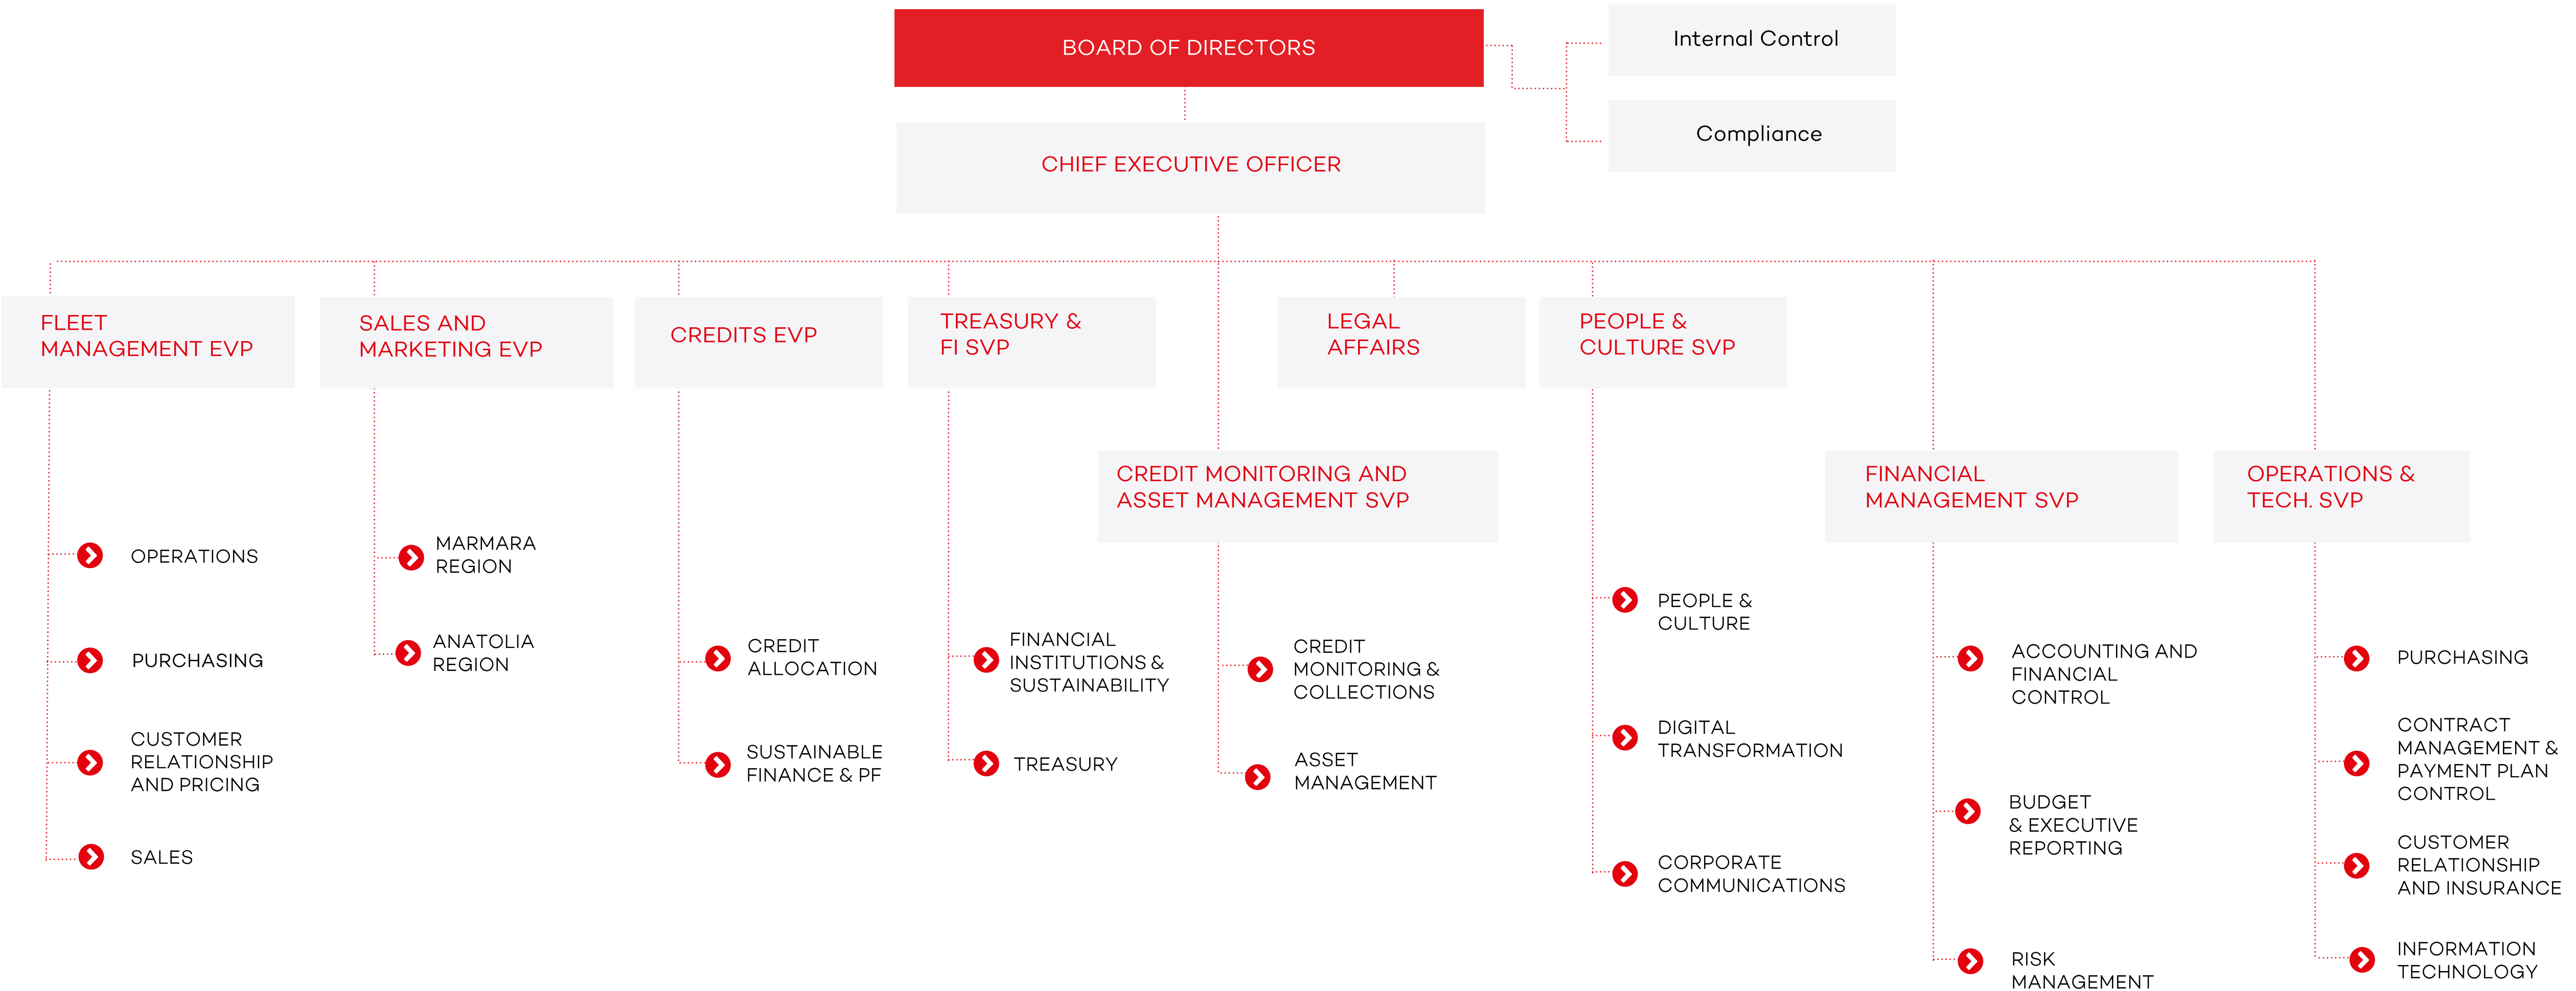 BOARD OF DIRECTORS
Internal Control
Compliance
CHIEF EXECUTIVE OFFICER
FLEET
MANAGEMENT EVP
SALES AND
MARKETING EVP
CREDITS EVP
TREASURY &
FI SVP
LEGAL
AFFAIRS
PEOPLE &
CULTURE SVP
CREDIT MONITORING AND
ASSET MANAGEMENT SVP
FINANCIAL
MANAGEMENT SVP
OPERATIONS &
TECH. SVP
OPERATIONS
PURCHASING
CUSTOMER
RELATIONSHIP
AND PRICING
SALES
MARMARA
REGION
ANATOLIA
REGION
CREDIT
ALLOCATION
SUSTAINABLE
FINANCE & PF
FINANCIAL
INSTITUTIONS &
SUSTAINABILITY
TREASURY
CREDIT
MONITORING &
COLLECTIONS
ASSET
MANAGEMENT
PEOPLE &
CULTURE
DIGITAL
TRANSFORMATION
CORPORATE
COMMUNICATIONS
ACCOUNTING AND
FINANCIAL
CONTROL
BUDGET
& EXECUTIVE
REPORTING
RISK
MANAGEMENT
PURCHASING
CONTRACT
MANAGEMENT &
PAYMENT PLAN
CONTROL
CUSTOMER
RELATIONSHIP
AND INSURANCE
INFORMATION
TECHNOLOGY